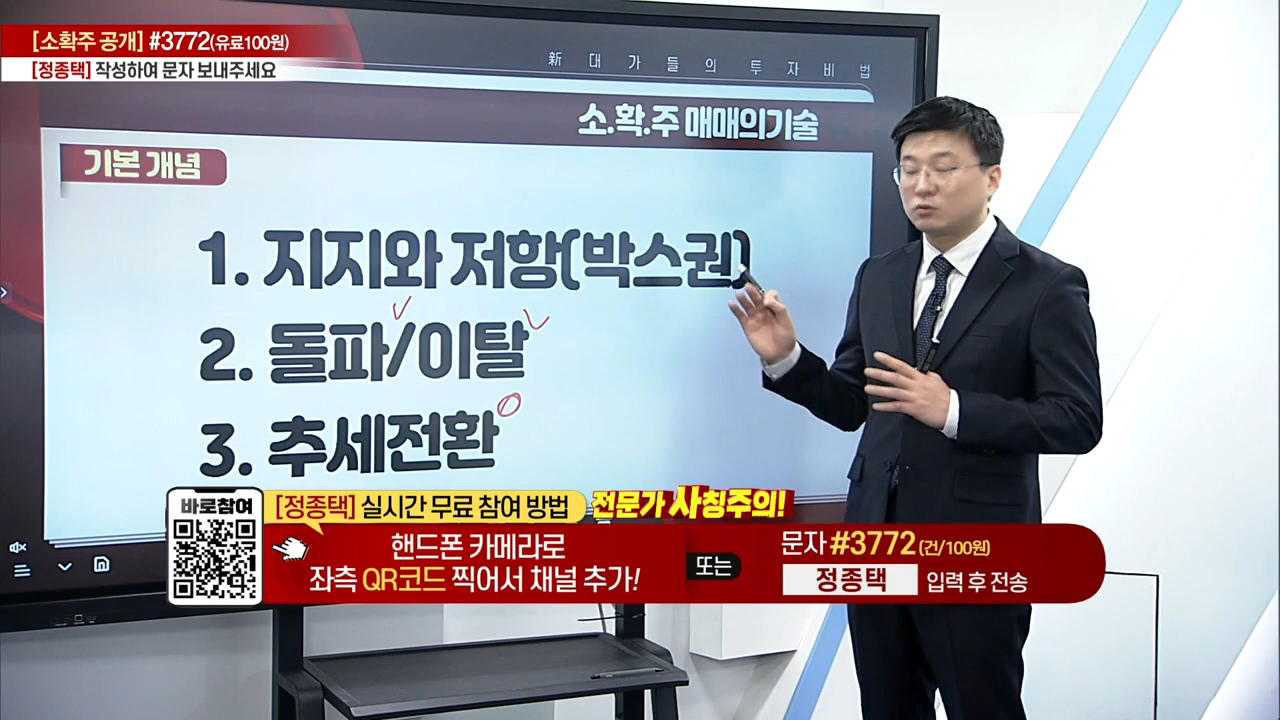 [소확주 공개] #3772(유료100원)
[정종택] 작성하여 문자 보내주세요
新 대가들의 투자비법
소.확.주 매매의기술
기본 개념
1. 지지와 저항(박스권)
2. 돌파/이탈
3. 추세전환
바로참여
[정종택] 실시간 무료 참여 방법
전문가 사칭주의!
핸드폰 카메라로
좌측 QR코드 찍어서 채널 추가!
또는
문자 #3772 (건/100원)
정종택 입력 후 전송